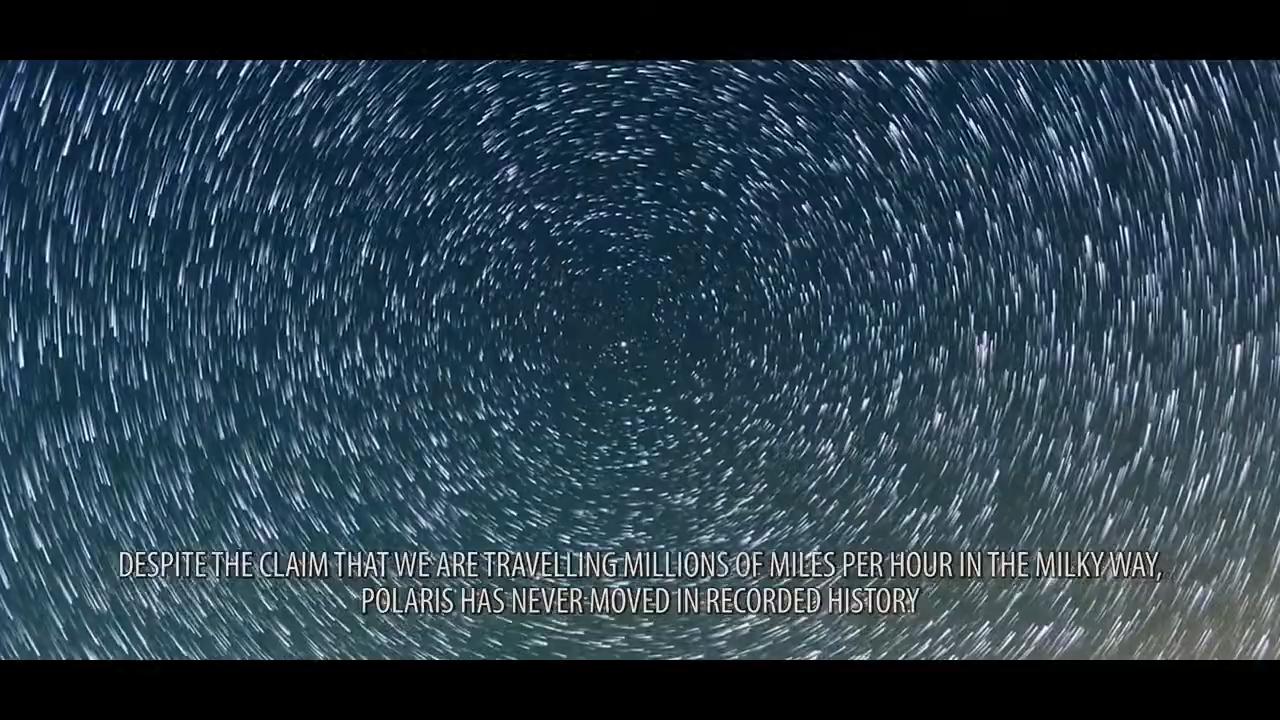 DESPITE THE CLAIM THAT WE ARE TRAVELLING MILLIONS OF MILES PER HOUR IN THE MILKY WAY,
POLARIS HAS NEVER MOVED IN RECORDED HISTORY